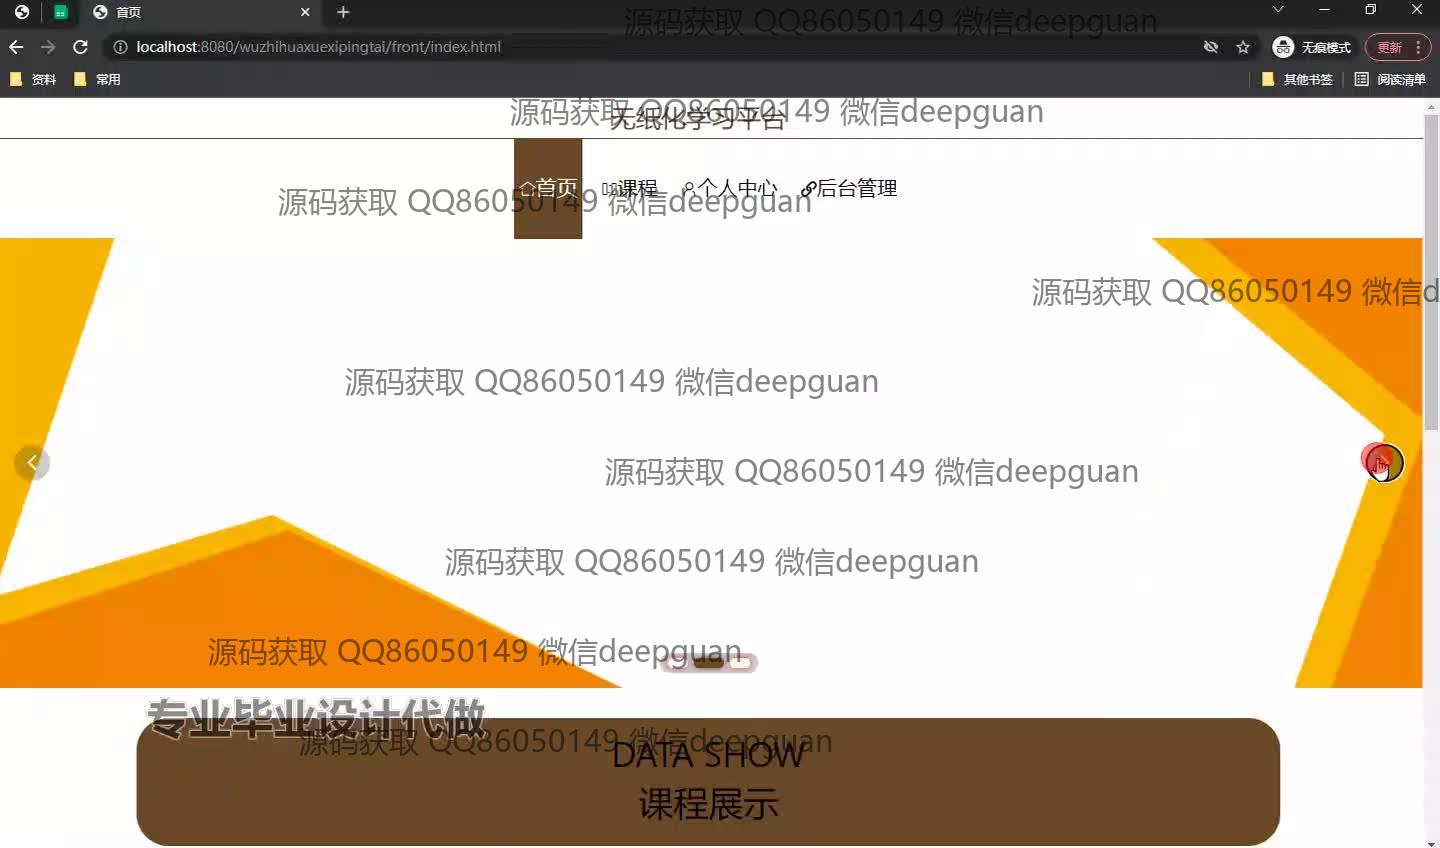 首页
源码获取 QQ86050149 微信deepguan
localhost:8080/wuzhihuaxuexipingtai/front/index.html
无痕模式
更新
资料
常用
其他书签
阅读清单
源码获取 QQ86050149 微信deepguan
无纸化学习平台
首页
课程
个人中心
后台管理
源码获取 QQ86050149 微信deepguan
源码获取 QQ86050149 微信d
源码获取 QQ86050149 微信deepguan
源码获取 QQ86050149 微信deepguan
源码获取 QQ86050149 微信deepguan
源码获取 QQ86050149 微信deepguan
专业毕业设计代做
源码获取 QQ86050149 微信deepguan
DATA SHOW
课程展示